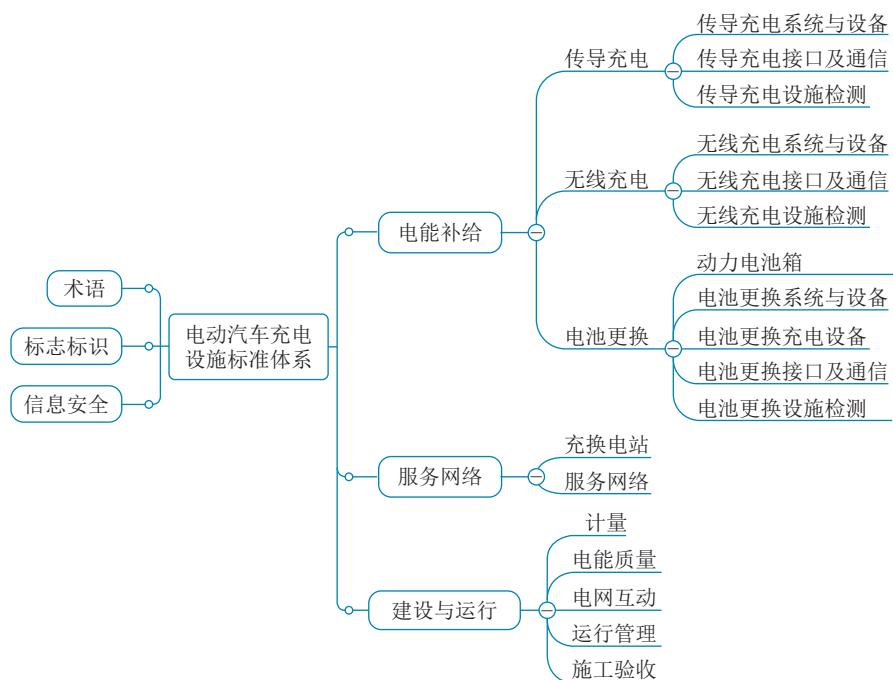 术语
标志标识
信息安全
电动汽车充电
设施标准体系
电能补给
传导充电
传导充电系统与设备
传导充电接口及通信
传导充电设施检测
无线充电
无线充电系统与设备
无线充电接口及通信
无线充电设施检测
电池更换
动力电池箱
电池更换系统与设备
电池更换充电设备
电池更换接口及通信
电池更换设施检测
服务网络
充换电站
服务网络
建设与运行
计量
电能质量
电网互动
运行管理
施工验收